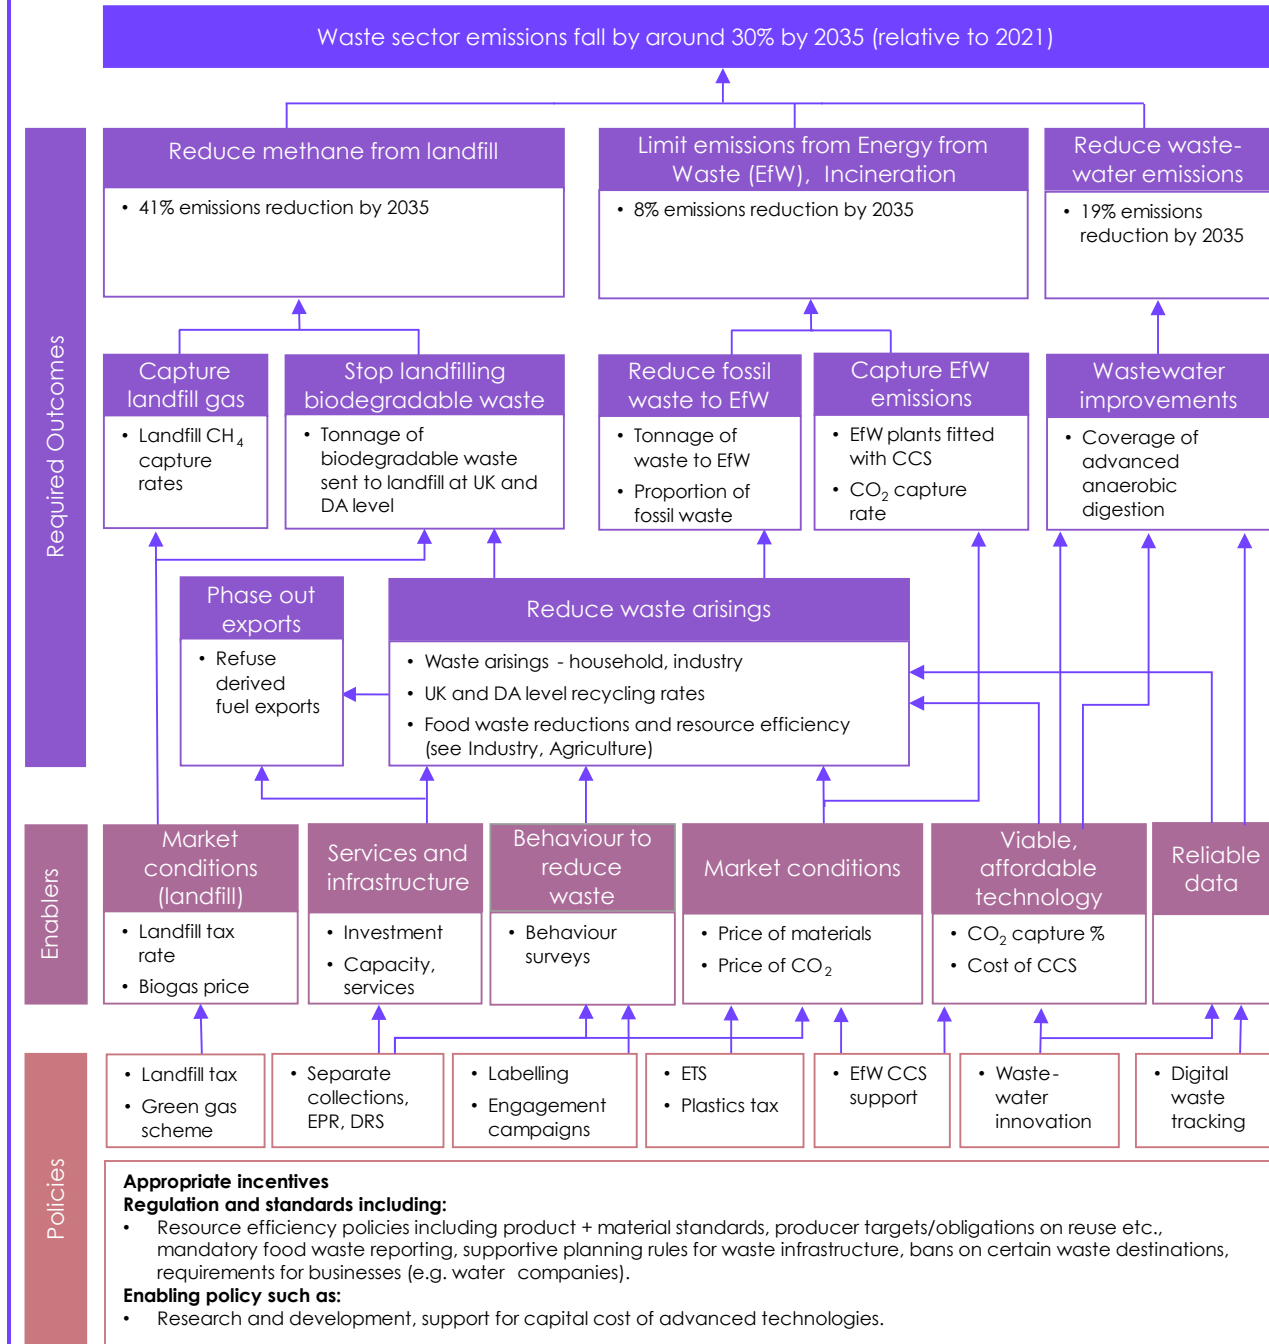 Waste sector emissions fall by around 30% by 2035 (relative to 2021)
Required Outcomes
Reduce methane from landfill
• 41% emissions reduction by 2035
Limit emissions from Energy from
Waste (EfW), Incineration
• 8% emissions reduction by 2035
Reduce waste-
water emissions
• 19% emissions
reduction by 2035
Capture
landfill gas
• Landfill CH4
capture
rates
Stop landfilling
biodegradable waste
• Tonnage of
biodegradable waste
sent to landfill at UK and
DA level
Reduce fossil
waste to EfW
• Tonnage of
waste to EfW
• Proportion of
fossil waste
Capture EfW
emissions
• EfW plants fitted
with CCS
• CO2 capture
rate
Wastewater
improvements
• Coverage of
advanced
anaerobic
digestion
Phase out
exports
• Refuse
derived
fuel exports
Reduce waste arisings
• Waste arisings - household, industry
• UK and DA level recycling rates
• Food waste reductions and resource efficiency
(see Industry, Agriculture)
Enablers
Market
conditions
(landfill)
• Landfill tax
rate
• Biogas price
Services and
infrastructure
• Investment
• Capacity,
services
Behaviour to
reduce
waste
• Behaviour
surveys
Market conditions
• Price of materials
• Price of CO2
Viable,
affordable
technology
• CO2 capture %
• Cost of CCS
Reliable
data
Policies
• Landfill tax
• Green gas
scheme
• Separate
collections,
EPR, DRS
• Labelling
• Engagement
campaigns
• ETS
• Plastics tax
• EfW CCS
support
• Waste-
water
innovation
• Digital
waste
tracking
Appropriate incentives
Regulation and standards including:
• Resource efficiency policies including product + material standards, producer targets/obligations on reuse etc.,
mandatory food waste reporting, supportive planning rules for waste infrastructure, bans on certain waste destinations,
requirements for businesses (e.g. water companies).
Enabling policy such as:
• Research and development, support for capital cost of advanced technologies.